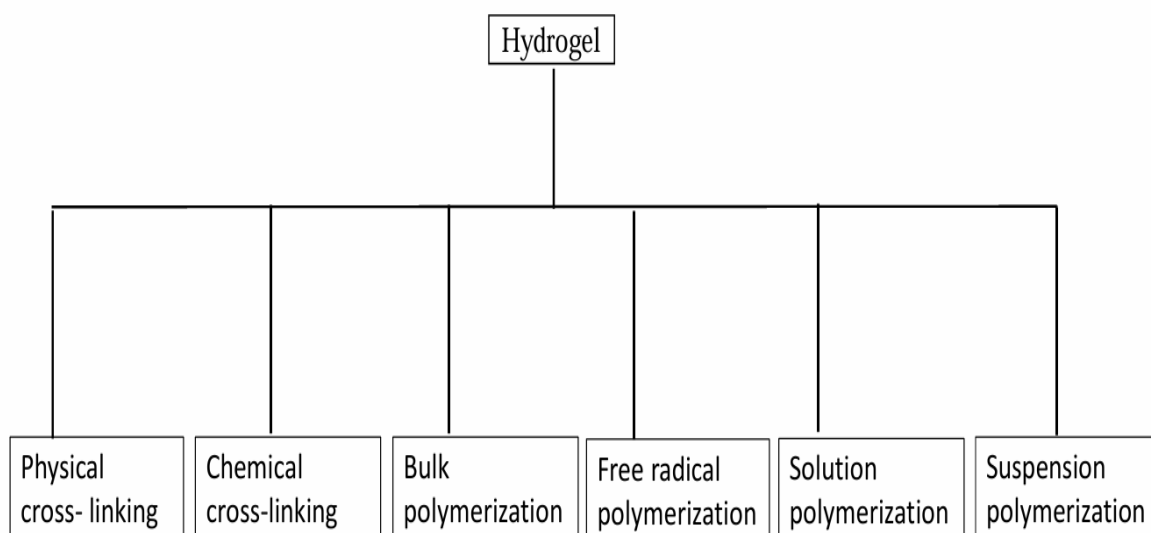 Hydrogel
Physical
cross- linking
Chemical
cross-linking
Bulk
polymerization
Free radical
polymerization
Solution
polymerization
Suspension
polymerization